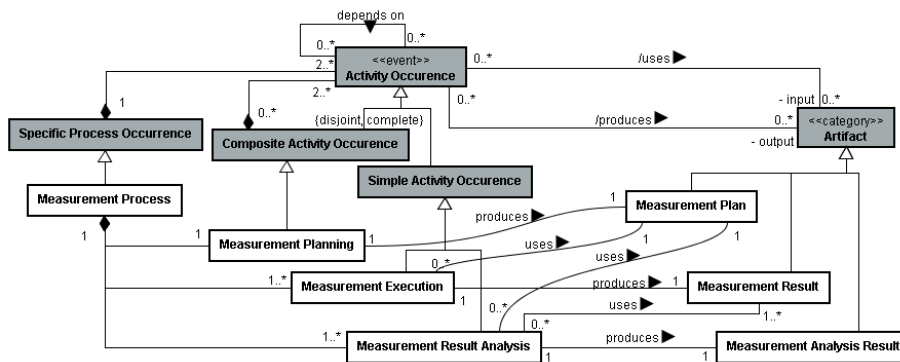 depends on
0..*
0..*
2..*
<<event>>
Activity Occurence
0..*
/uses
2..*
0..*
- input
0..*
1
0..*
{disjoint, complete}
/produces
0..*
<<category>>
Artifact
- output
Specific Process Occurrence
Composite Activity Occurence
Simple Activity Occurence
Measurement Process
produces
1
Measurement Plan
1
1
Measurement Planning
1
uses
1
1
0..*
uses
1..*
Measurement Execution
1
produces
1
Measurement Result
0..*
uses
1..*
0..*
1..*
Measurement Result Analysis
1
produces
1
Measurement Analysis Result